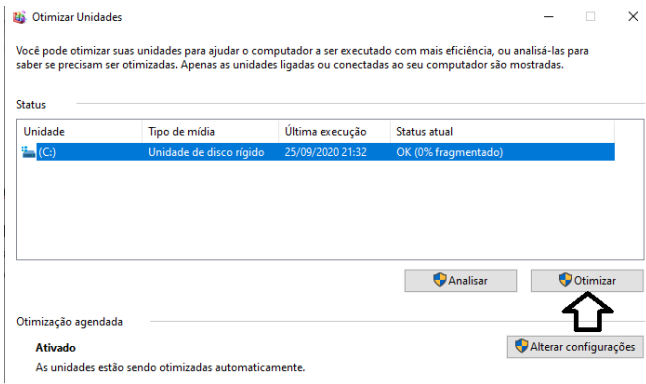 Otimizar Unidades
Você pode otimizar suas unidades para ajudar o computador a ser executado com mais eficiência, ou analisá-las para
saber se precisam ser otimizadas. Apenas as unidades ligadas ou conectadas ao seu computador são mostradas.
Status
Unidade Tipo de mídia Última execução Status atual
(C:) Unidade de disco rígido 25/09/2020 21:32 OK (0% fragmentado)
Analisar Otimizar
Otimização agendada
Ativado Alterar configurações
As unidades estão sendo otimizadas automaticamente.